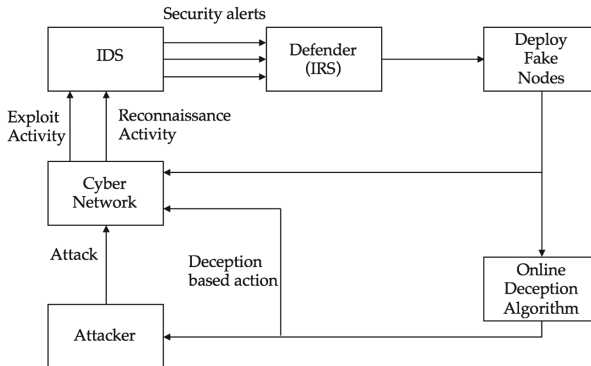 Security alerts
IDS
Defender
(IRS)
Deploy
Fake
Nodes
Exploit
Activity
Reconnaissance
Activity
Cyber
Network
Attack
Deception
based action
Online
Deception
Algorithm
Attacker